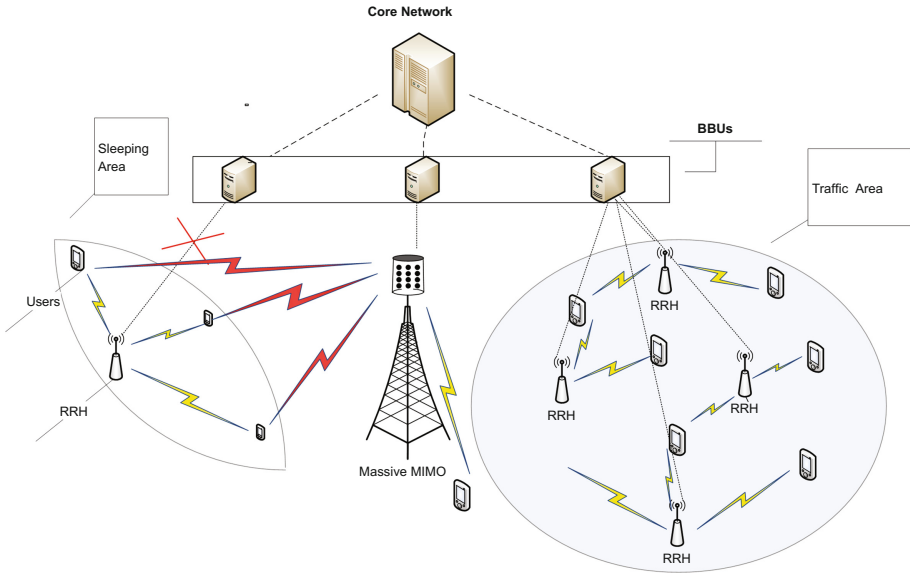 Core Network
BBUs
Sleeping
Area
Traffic Area
Users
RRH
RRH
RRH
RRH
Massive MIMO
RRH